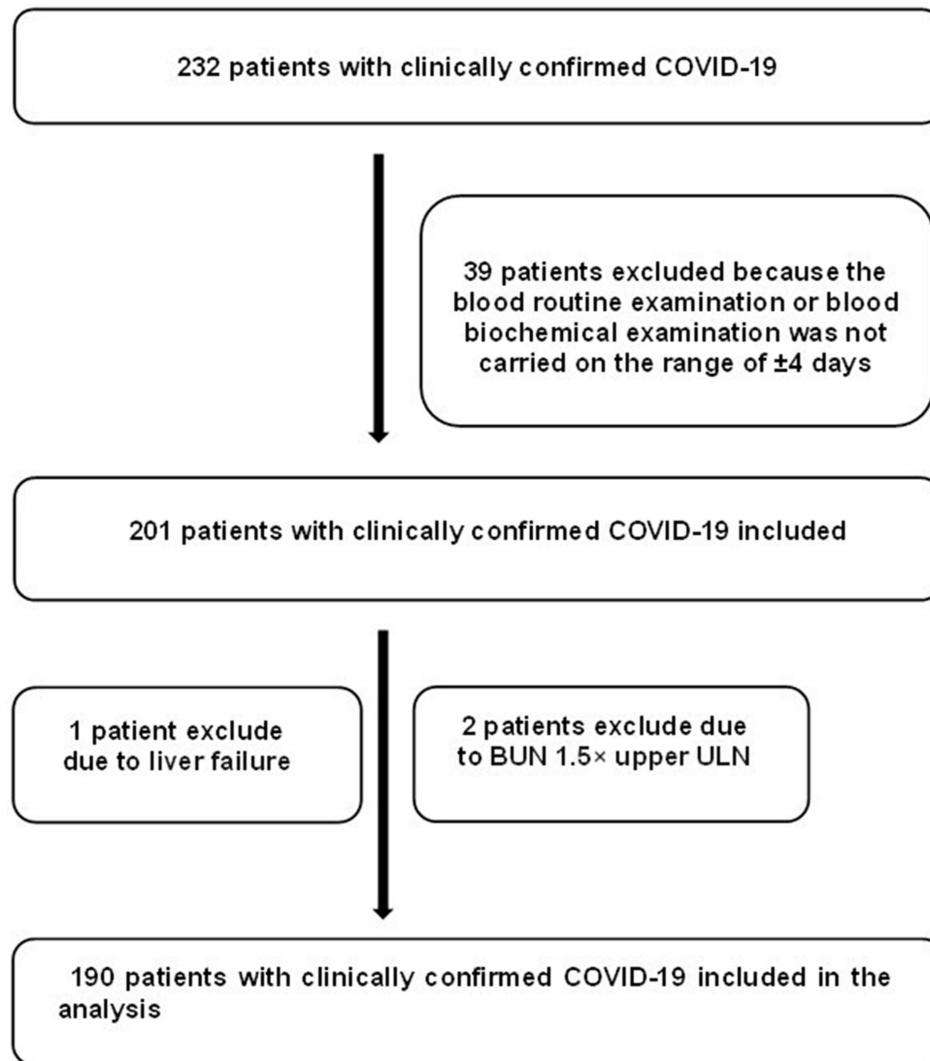 232 patients with clinically confirmed COVID-19
39 patients excluded because the
blood routine examination or blood
biochemical examination was not
carried on the range of ±4 days
201 patients with clinically confirmed COVID-19 included
1 patient exclude
due to liver failure
2 patients exclude due
to BUN 1.5× upper ULN
190 patients with clinically confirmed COVID-19 included in the
analysis